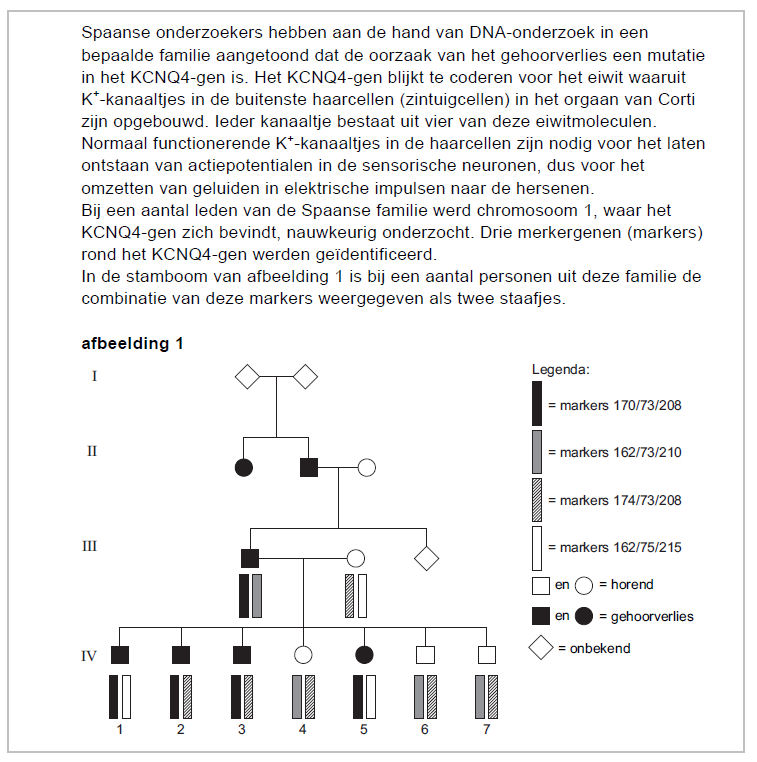 Spaanse onderzoekers hebben aan de hand van DNA-onderzoek in een
bepaalde familie aangetoond dat de oorzaak van het gehoorverlies een mutatie
in het KCNQ4-gen is. Het KCNQ4-gen blijkt te coderen voor het eiwit waaruit
K⁺-kanaaltjes in de buitenste haarcellen (zintuigcellen) in het orgaan van Corti
zijn opgebouwd. Ieder kanaaltje bestaat uit vier van deze eiwitmoleculen.
Normaal functionerende K⁺-kanaaltjes in de haarcellen zijn nodig voor het laten
ontstaan van actiepotentialen in de sensorische neuronen, dus voor het
omzetten van geluiden in elektrische impulsen naar de hersenen.
Bij een aantal leden van de Spaanse familie werd chromosoom 1, waar het
KCNQ4-gen zich bevindt, nauwkeurig onderzocht. Drie merkergenen (markers)
rond het KCNQ4-gen werden geïdentificeerd.
In de stamboom van afbeelding 1 is bij een aantal personen uit deze familie de
combinatie van deze markers weergegeven als twee staafjes.
afbeelding 1
I
II
III
IV
1 2 3 4 5 6 7
Legenda:
= markers 170/73/208
= markers 162/73/210
= markers 174/73/208
= markers 162/75/215
en = horend
en = gehoorverlies
= onbekend